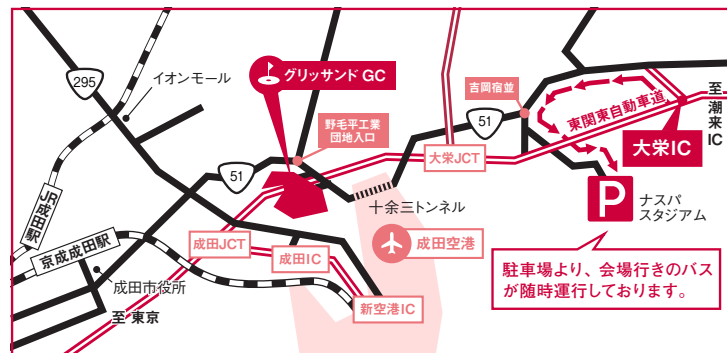 295
イオンモール
グリッサンド GC
野毛平工業
団地入口
51
吉岡宿並
51
東関東自動車道
至
潮来
IC
大栄JCT
大栄IC
JR
成田駅
京成成田駅
成田市役所
至 東京
成田JCT
成田IC
新空港IC
十余三トンネル
成田空港
P
ナスパ
スタジアム
駐車場より、会場行きのバス
が随時運行しております。